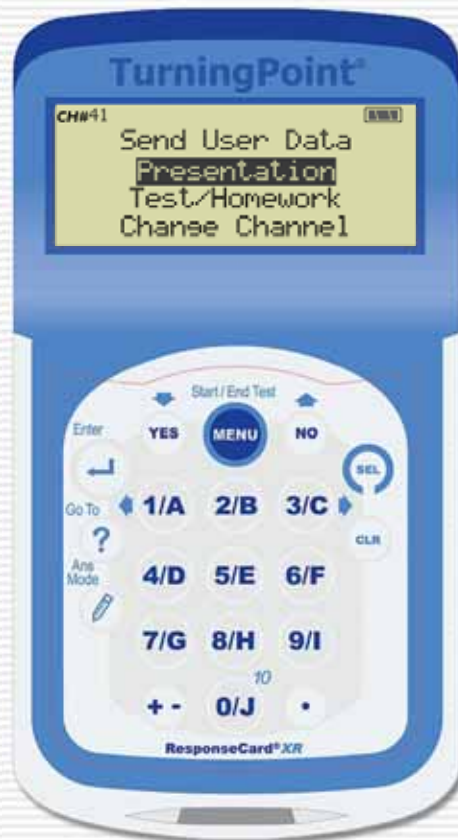 TurningPoint®
CH#41
Send User Data
Presentation
Test/Homework
Change Channel
Start / End Test
Enter YES MENU NO
SEL
Go To 1/A 2/B 3/C
? CLR
Ans
Mode 4/D 5/E 6/F
7/G 8/H 9/I
10
+ - 0/J •
ResponseCard® XR